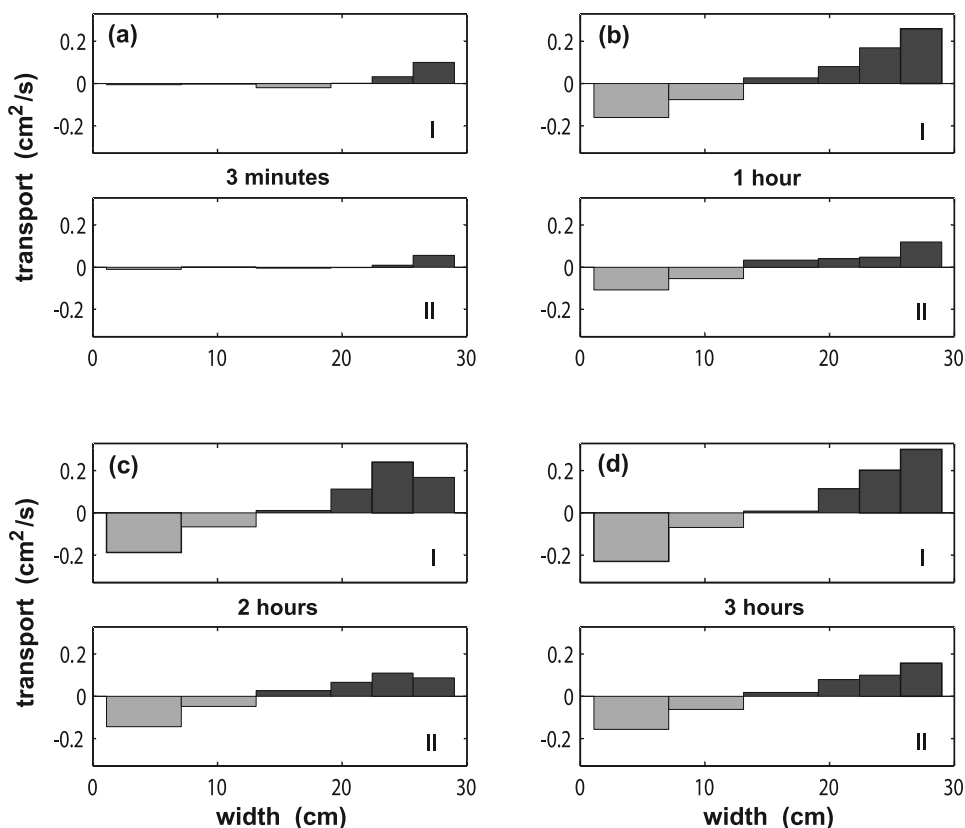 (a)
0.2
0
-0.2
I
(b)
0.2
0
-0.2
I
3 minutes
1 hour
0.2
0
-0.2
II
0 10 20 30
0.2
0
-0.2
II
0 10 20 30
transport (cm²/s)
(c)
0.2
0
-0.2
I
(d)
0.2
0
-0.2
I
2 hours
3 hours
0.2
0
-0.2
II
0 10 20 30
width (cm)
0.2
0
-0.2
II
0 10 20 30
width (cm)
transport (cm²/s)